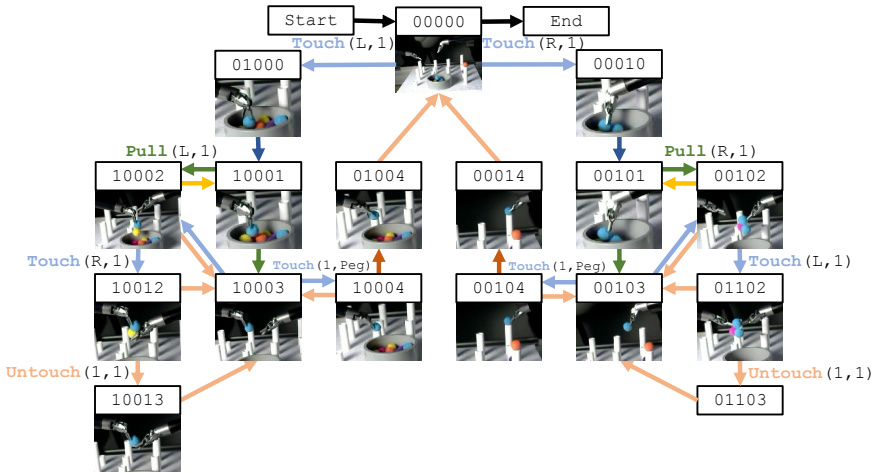 Start
00000
End
Touch(L,1)
Touch(R,1)
01000
00010
Pull(L,1)
Pull(R,1)
10002
10001
01004
00014
00101
00102
Touch(R,1)
Touch(1,Peg)
Touch(1,Peg)
Touch(L,1)
10012
10003
10004
00104
00103
01102
Untouch(1,1)
Untouch(1,1)
10013
01103